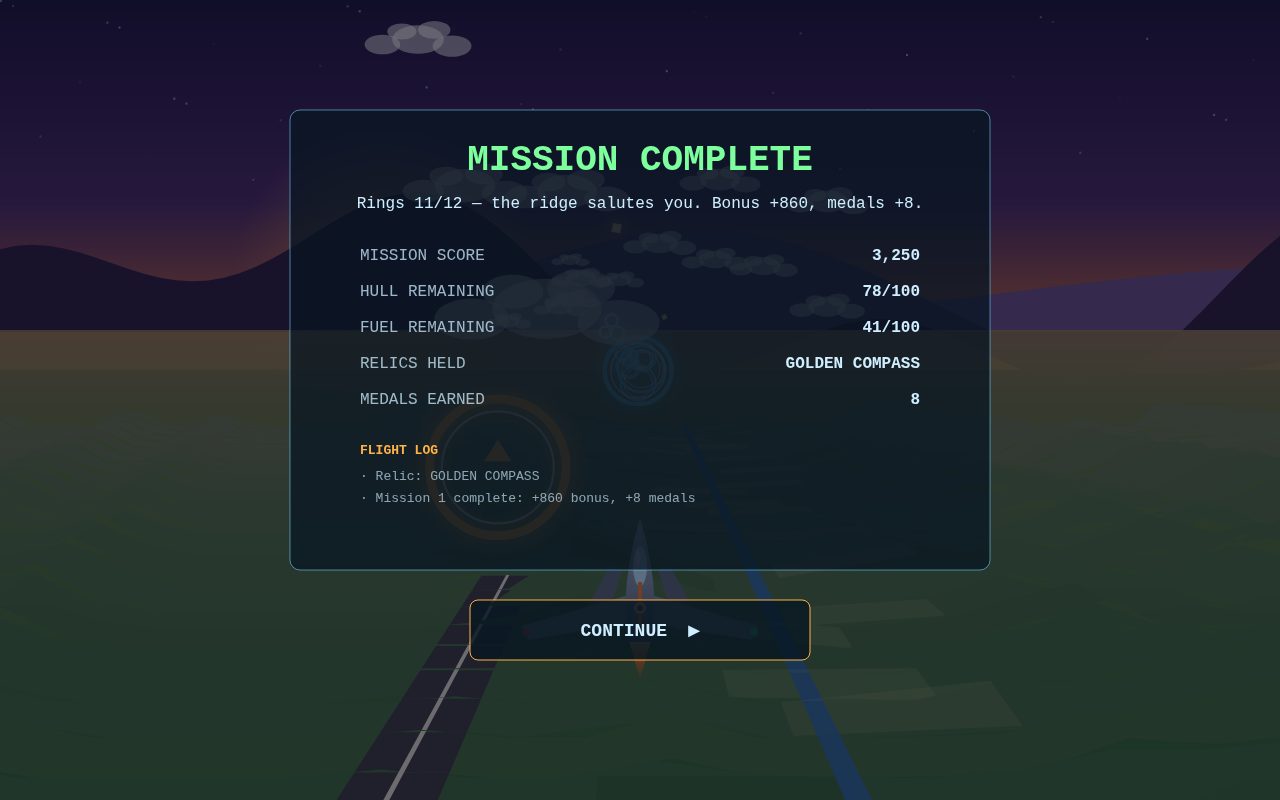 MISSION COMPLETE
Rings 11/12 — the ridge salutes you. Bonus +860, medals +8.
MISSION SCORE 3,250
HULL REMAINING 78/100
FUEL REMAINING 41/100
RELICS HELD GOLDEN COMPASS
MEDALS EARNED 8
FLIGHT LOG
· Relic: GOLDEN COMPASS
· Mission 1 complete: +860 bonus, +8 medals
CONTINUE ▶